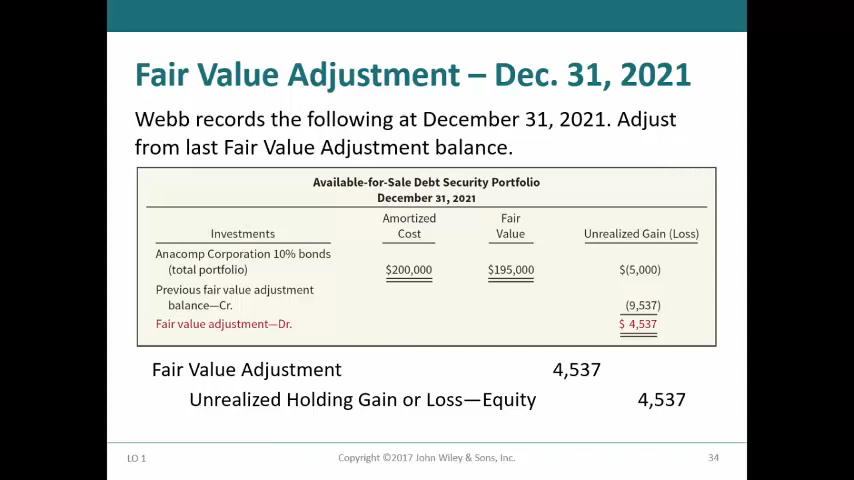 Fair Value Adjustment – Dec. 31, 2021
Webb records the following at December 31, 2021. Adjust
from last Fair Value Adjustment balance.
Available-for-Sale Debt Security Portfolio
December 31, 2021
Amortized Fair
Investments Cost Value Unrealized Gain (Loss)
Anacomp Corporation 10% bonds
(total portfolio) $200,000 $195,000 $(5,000)
Previous fair value adjustment
balance—Cr. (9,537)
Fair value adjustment—Dr. $ 4,537
Fair Value Adjustment 4,537
Unrealized Holding Gain or Loss—Equity 4,537
LO 1 Copyright ©2017 John Wiley & Sons, Inc. 34